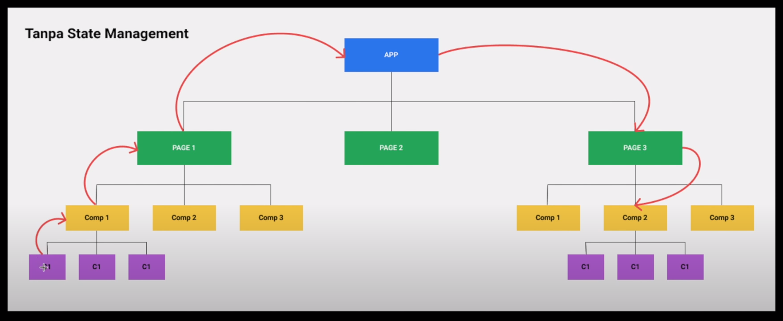 Tanpa State Management
APP
PAGE 1
PAGE 2
PAGE 3
Comp 1
Comp 2
Comp 3
Comp 1
Comp 2
Comp 3
C1
C1
C1
C1
C1